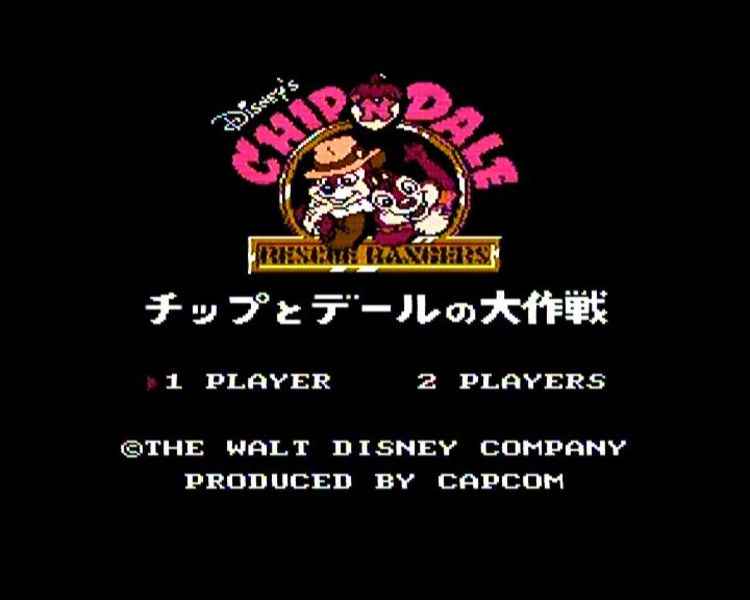 Disney's
CHIP N DALE
RESCUE RANGERS
チップとデールの大作戦
1 PLAYER 2 PLAYERS
©THE WALT DISNEY COMPANY
PRODUCED BY CAPCOM